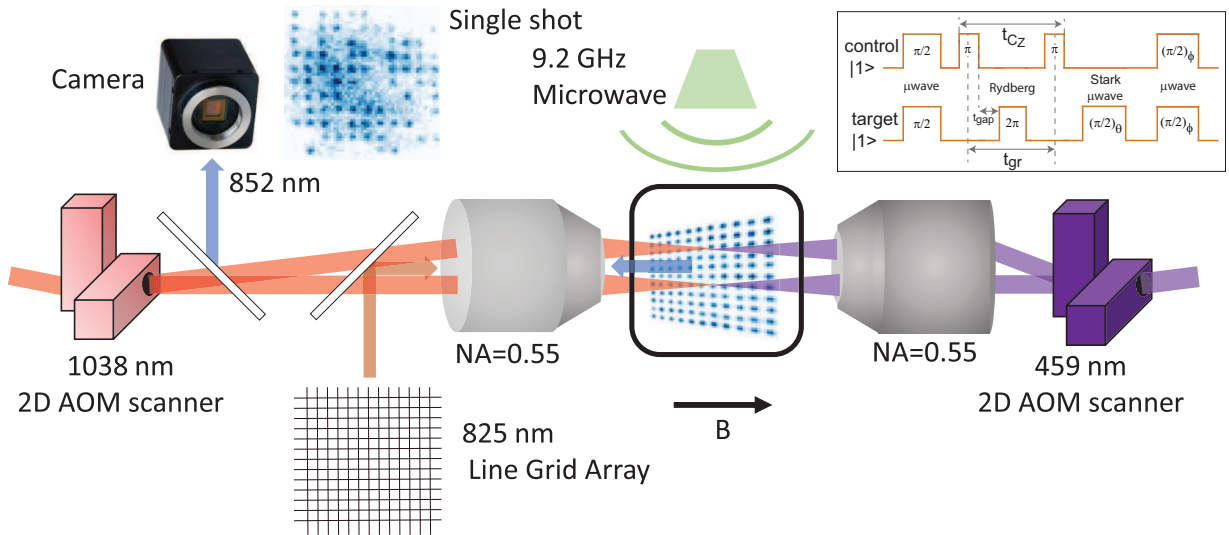 Single shot
9.2 GHz
Microwave
Camera
852 nm
1038 nm
2D AOM scanner
NA=0.55
825 nm
Line Grid Array
B
NA=0.55
459 nm
2D AOM scanner
t_CZ
control
|1>
π/2
π
π
(π/2)_ϕ
μwave
Rydberg
Stark
μwave
μwave
target
|1>
π/2
t_gap
2π
(π/2)_θ
(π/2)_ϕ
t_gr